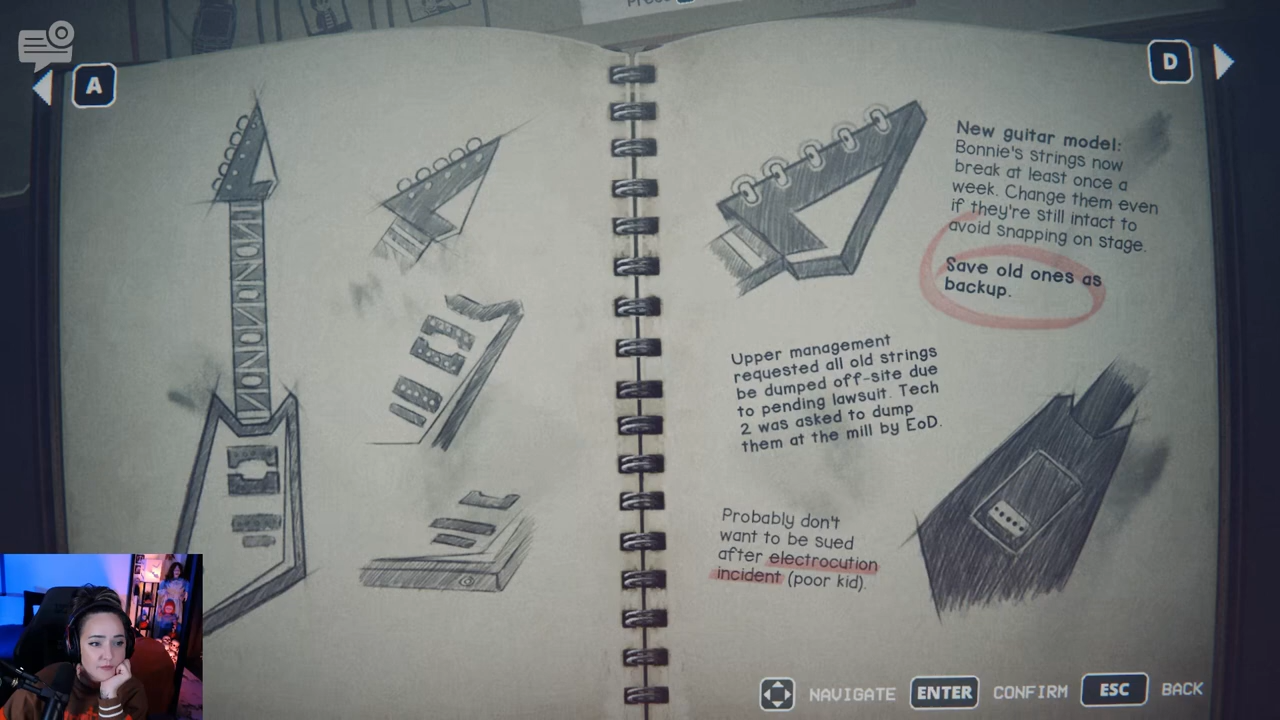 Press
A
D
New guitar model:
Bonnie's strings now
break at least once a
week. Change them even
if they're still intact to
avoid snapping on stage.
Save old ones as
backup.
Upper management
requested all old strings
be dumped off-site due
to pending lawsuit. Tech
2 was asked to dump
them at the mill by EoD.
Probably don't
want to be sued
after electrocution
incident (poor kid).
NAVIGATE ENTER CONFIRM ESC BACK